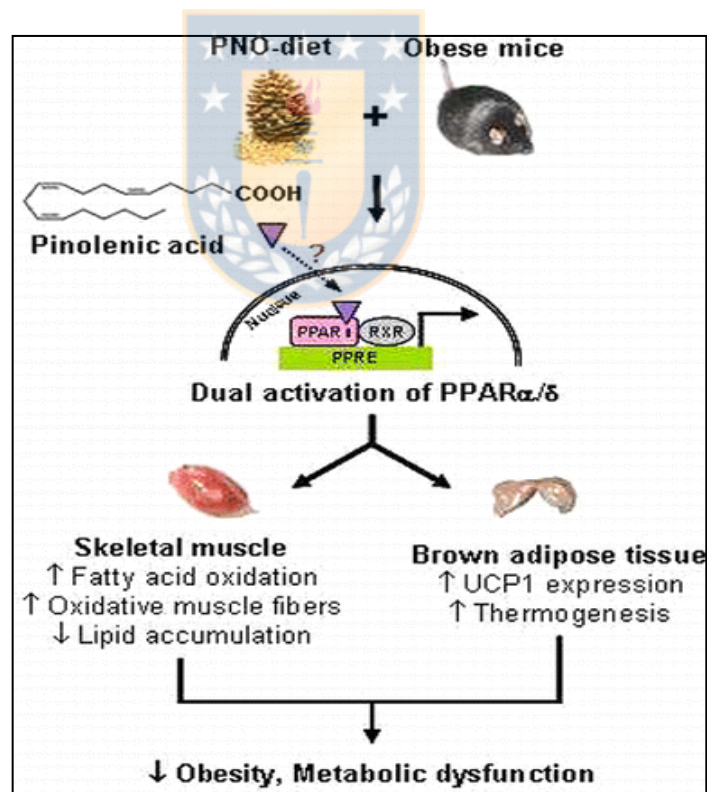 PNO-diet
Obese mice
+
COOH
Pinolenic acid
?
Nucleus
PPAR
RXR
PPRE
Dual activation of PPARα/δ
Skeletal muscle
↑ Fatty acid oxidation
↑ Oxidative muscle fibers
↓ Lipid accumulation
Brown adipose tissue
↑ UCP1 expression
↑ Thermogenesis
↓ Obesity, Metabolic dysfunction